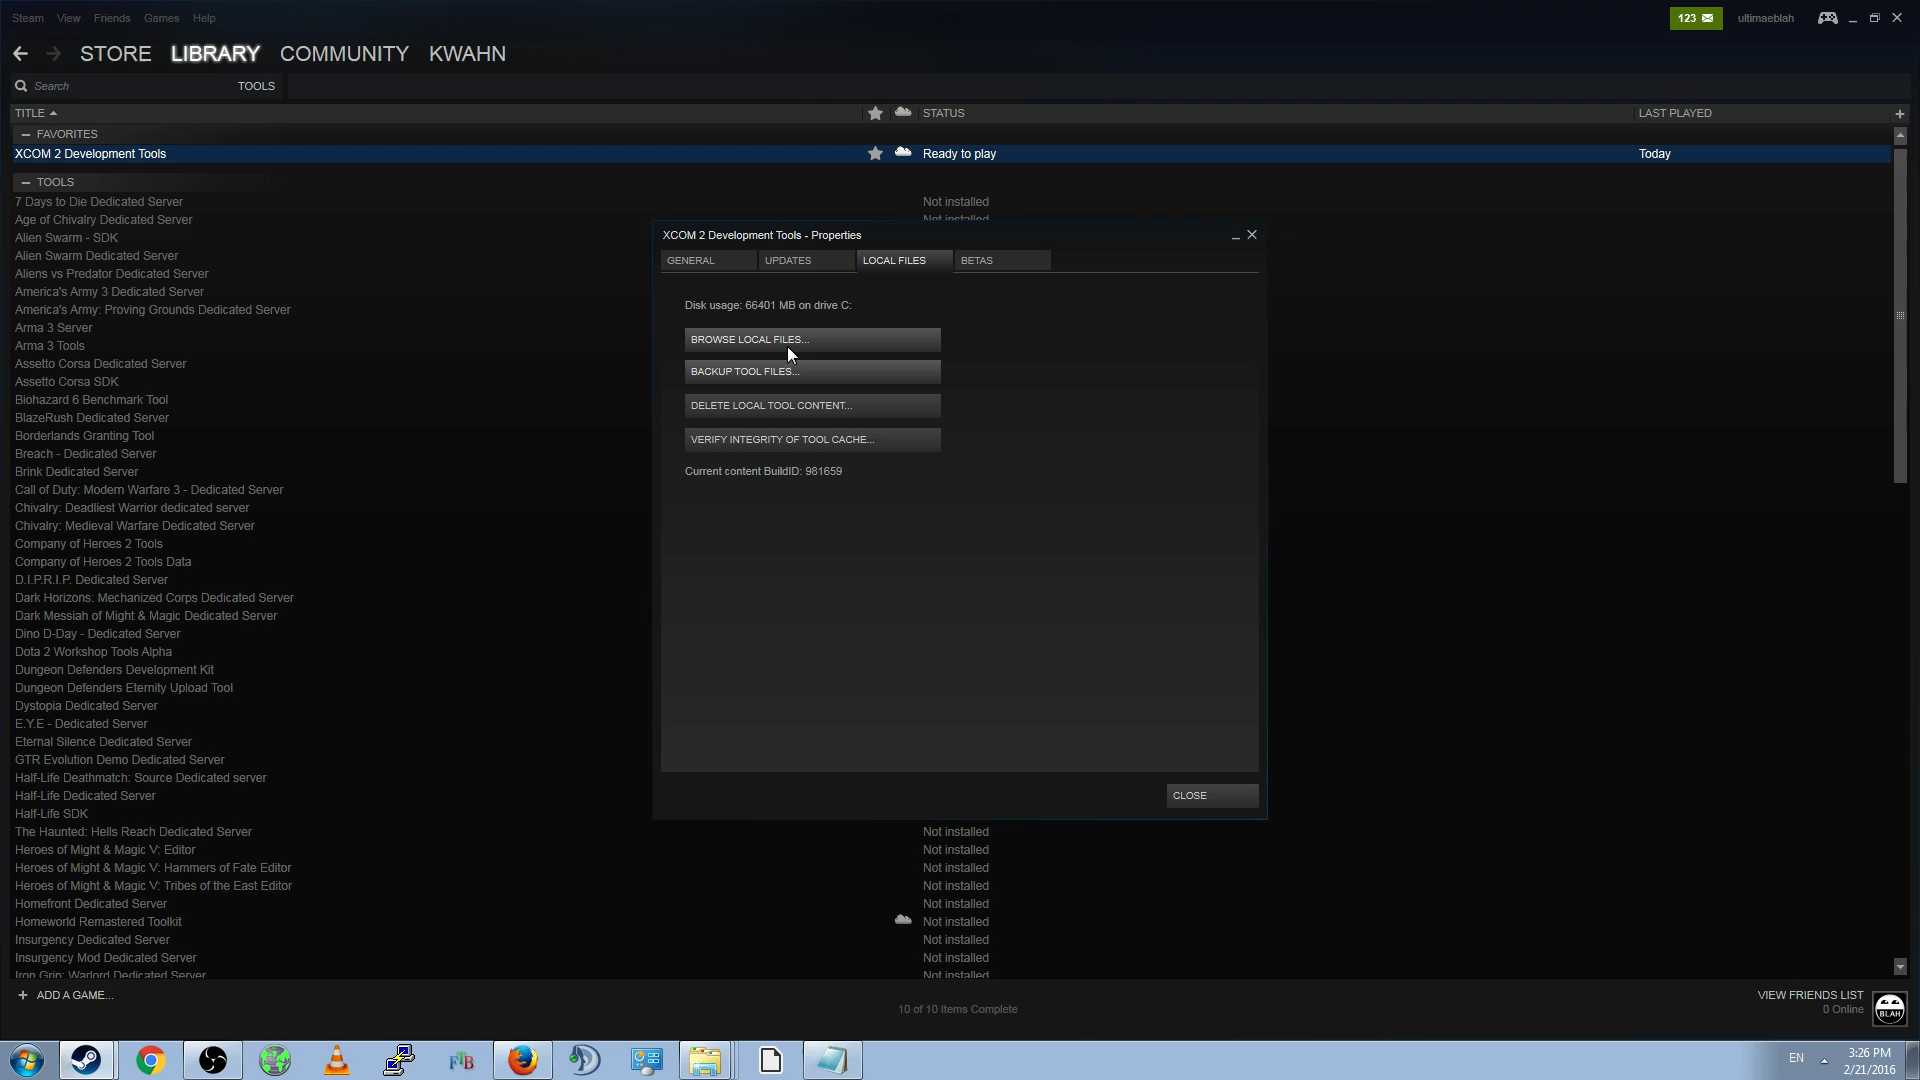 Steam View Friends Games Help 123 ultimaeblah
STORE LIBRARY COMMUNITY KWAHN
Search TOOLS
TITLE STATUS LAST PLAYED
FAVORITES
XCOM 2 Development Tools Ready to play Today
TOOLS
7 Days to Die Dedicated Server Not installed
Age of Chivalry Dedicated Server Not installed
Alien Swarm - SDK
Alien Swarm Dedicated Server
Aliens vs Predator Dedicated Server
America's Army 3 Dedicated Server
America's Army: Proving Grounds Dedicated Server
Arma 3 Server
Arma 3 Tools
Assetto Corsa Dedicated Server
Assetto Corsa SDK
Biohazard 6 Benchmark Tool
BlazeRush Dedicated Server
Borderlands Granting Tool
Breach - Dedicated Server
Brink Dedicated Server
Call of Duty: Modern Warfare 3 - Dedicated Server
Chivalry: Deadliest Warrior dedicated server
Chivalry: Medieval Warfare Dedicated Server
Company of Heroes 2 Tools
Company of Heroes 2 Tools Data
D.I.P.R.I.P. Dedicated Server
Dark Horizons: Mechanized Corps Dedicated Server
Dark Messiah of Might & Magic Dedicated Server
Dino D-Day - Dedicated Server
Dota 2 Workshop Tools Alpha
Dungeon Defenders Development Kit
Dungeon Defenders Eternity Upload Tool
Dystopia Dedicated Server
E.Y.E - Dedicated Server
Eternal Silence Dedicated Server
GTR Evolution Demo Dedicated Server
Half-Life Deathmatch: Source Dedicated server
Half-Life Dedicated Server
Half-Life SDK
The Haunted: Hells Reach Dedicated Server Not installed
Heroes of Might & Magic V: Editor Not installed
Heroes of Might & Magic V: Hammers of Fate Editor Not installed
Heroes of Might & Magic V: Tribes of the East Editor Not installed
Homefront Dedicated Server Not installed
Homeworld Remastered Toolkit Not installed
Insurgency Dedicated Server Not installed
Insurgency Mod Dedicated Server Not installed
Iron Grip: Warlord Dedicated Server Not installed
XCOM 2 Development Tools - Properties
GENERAL UPDATES LOCAL FILES BETAS
Disk usage: 66401 MB on drive C:
BROWSE LOCAL FILES...
BACKUP TOOL FILES...
DELETE LOCAL TOOL CONTENT...
VERIFY INTEGRITY OF TOOL CACHE...
Current content BuildID: 981659
CLOSE
+ ADD A GAME...
10 of 10 Items Complete
VIEW FRIENDS LIST
0 Online
BLAH
FTB
EN
3:26 PM
2/21/2016